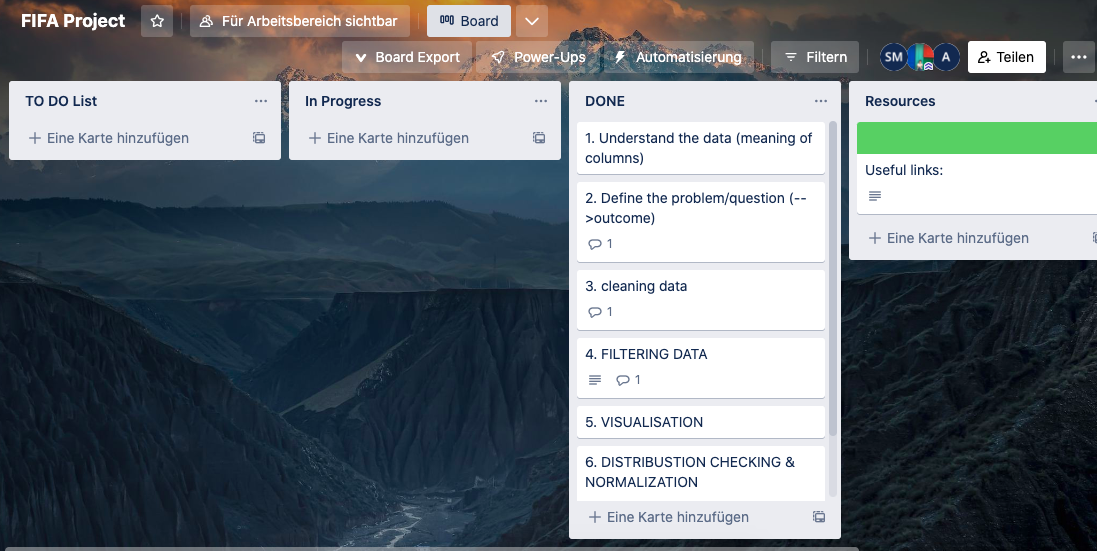 FIFA Project
Für Arbeitsbereich sichtbar
Board
Board Export
Power-Ups
Automatisierung
Filtern
SM
A
Teilen
TO DO List
Eine Karte hinzufügen
In Progress
Eine Karte hinzufügen
DONE
1. Understand the data (meaning of
columns)
2. Define the problem/question (--
>outcome)
1
3. cleaning data
1
4. FILTERING DATA
1
5. VISUALISATION
6. DISTRIBUSTION CHECKING &
NORMALIZATION
Eine Karte hinzufügen
Resources
Useful links:
Eine Karte hinzufügen